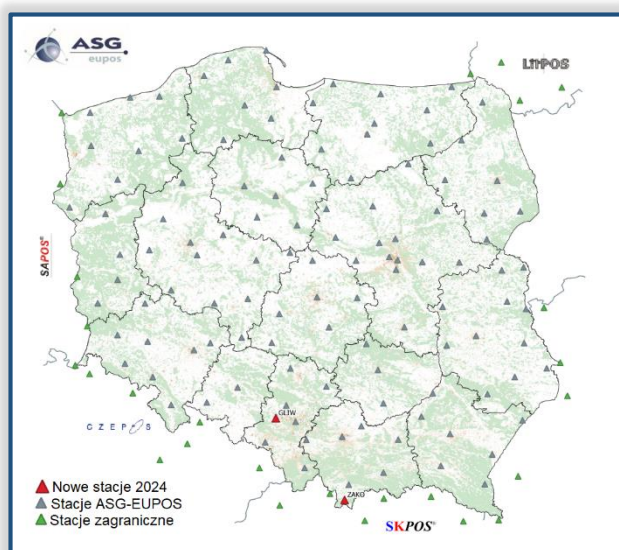 ASG
eupos
LitPOS
SAPOS®
CZEPOS
GLIW
Nowe stacje 2024
Stacje ASG-EUPOS
Stacje zagraniczne
ZAKO
SKPOS®